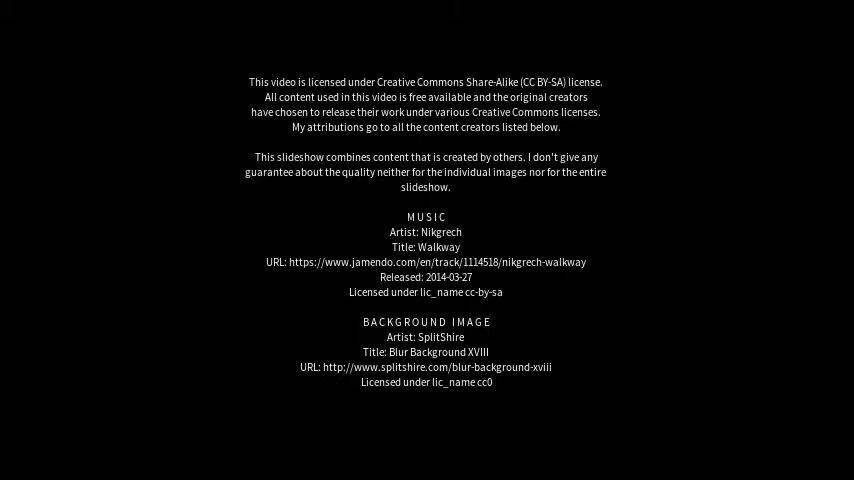 This video is licensed under Creative Commons Share-Alike (CC BY-SA) license.
All content used in this video is free available and the original creators
have chosen to release their work under various Creative Commons licenses.
My attributions go to all the content creators listed below.
This slideshow combines content that is created by others. I don't give any
guarantee about the quality neither for the individual images nor for the entire
slideshow.
MUSIC
Artist: Nikgrech
Title: Walkway
URL: https://www.jamendo.com/en/track/1114518/nikgrech-walkway
Released: 2014-03-27
Licensed under lic_name cc-by-sa
BACKGROUND IMAGE
Artist: SplitShire
Title: Blur Background XVIII
URL: http://www.splitshire.com/blur-background-xviii
Licensed under lic_name cc0